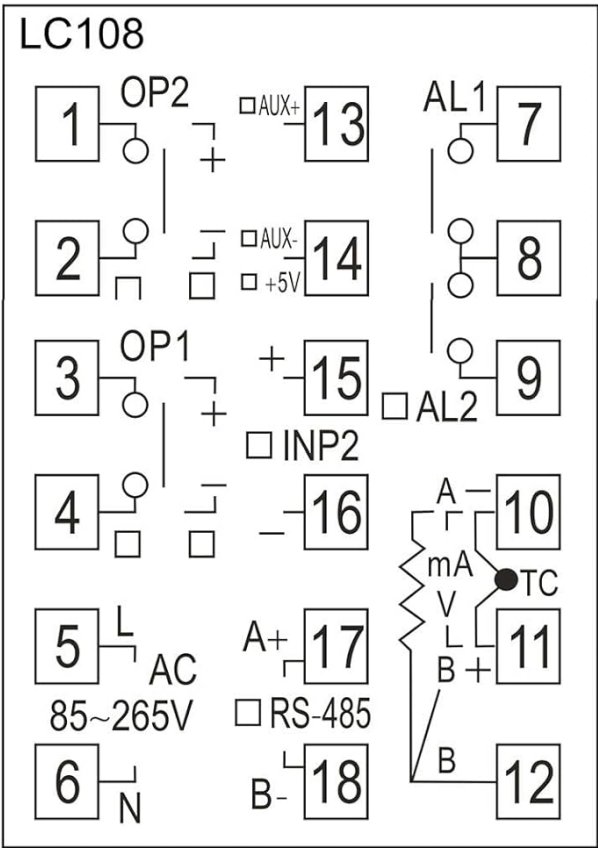 LC108
1
OP2
+
2
−
□ AUX+
13
□ AUX-
□ +5V
14
AL1
7
8
3
OP1
+
4
−
+
15
□ INP2
−
16
9
□ AL2
A −
10
mA
V
TC
B +
11
B
12
5
L
AC
85~265V
6
N
A+
17
□ RS-485
B-
18